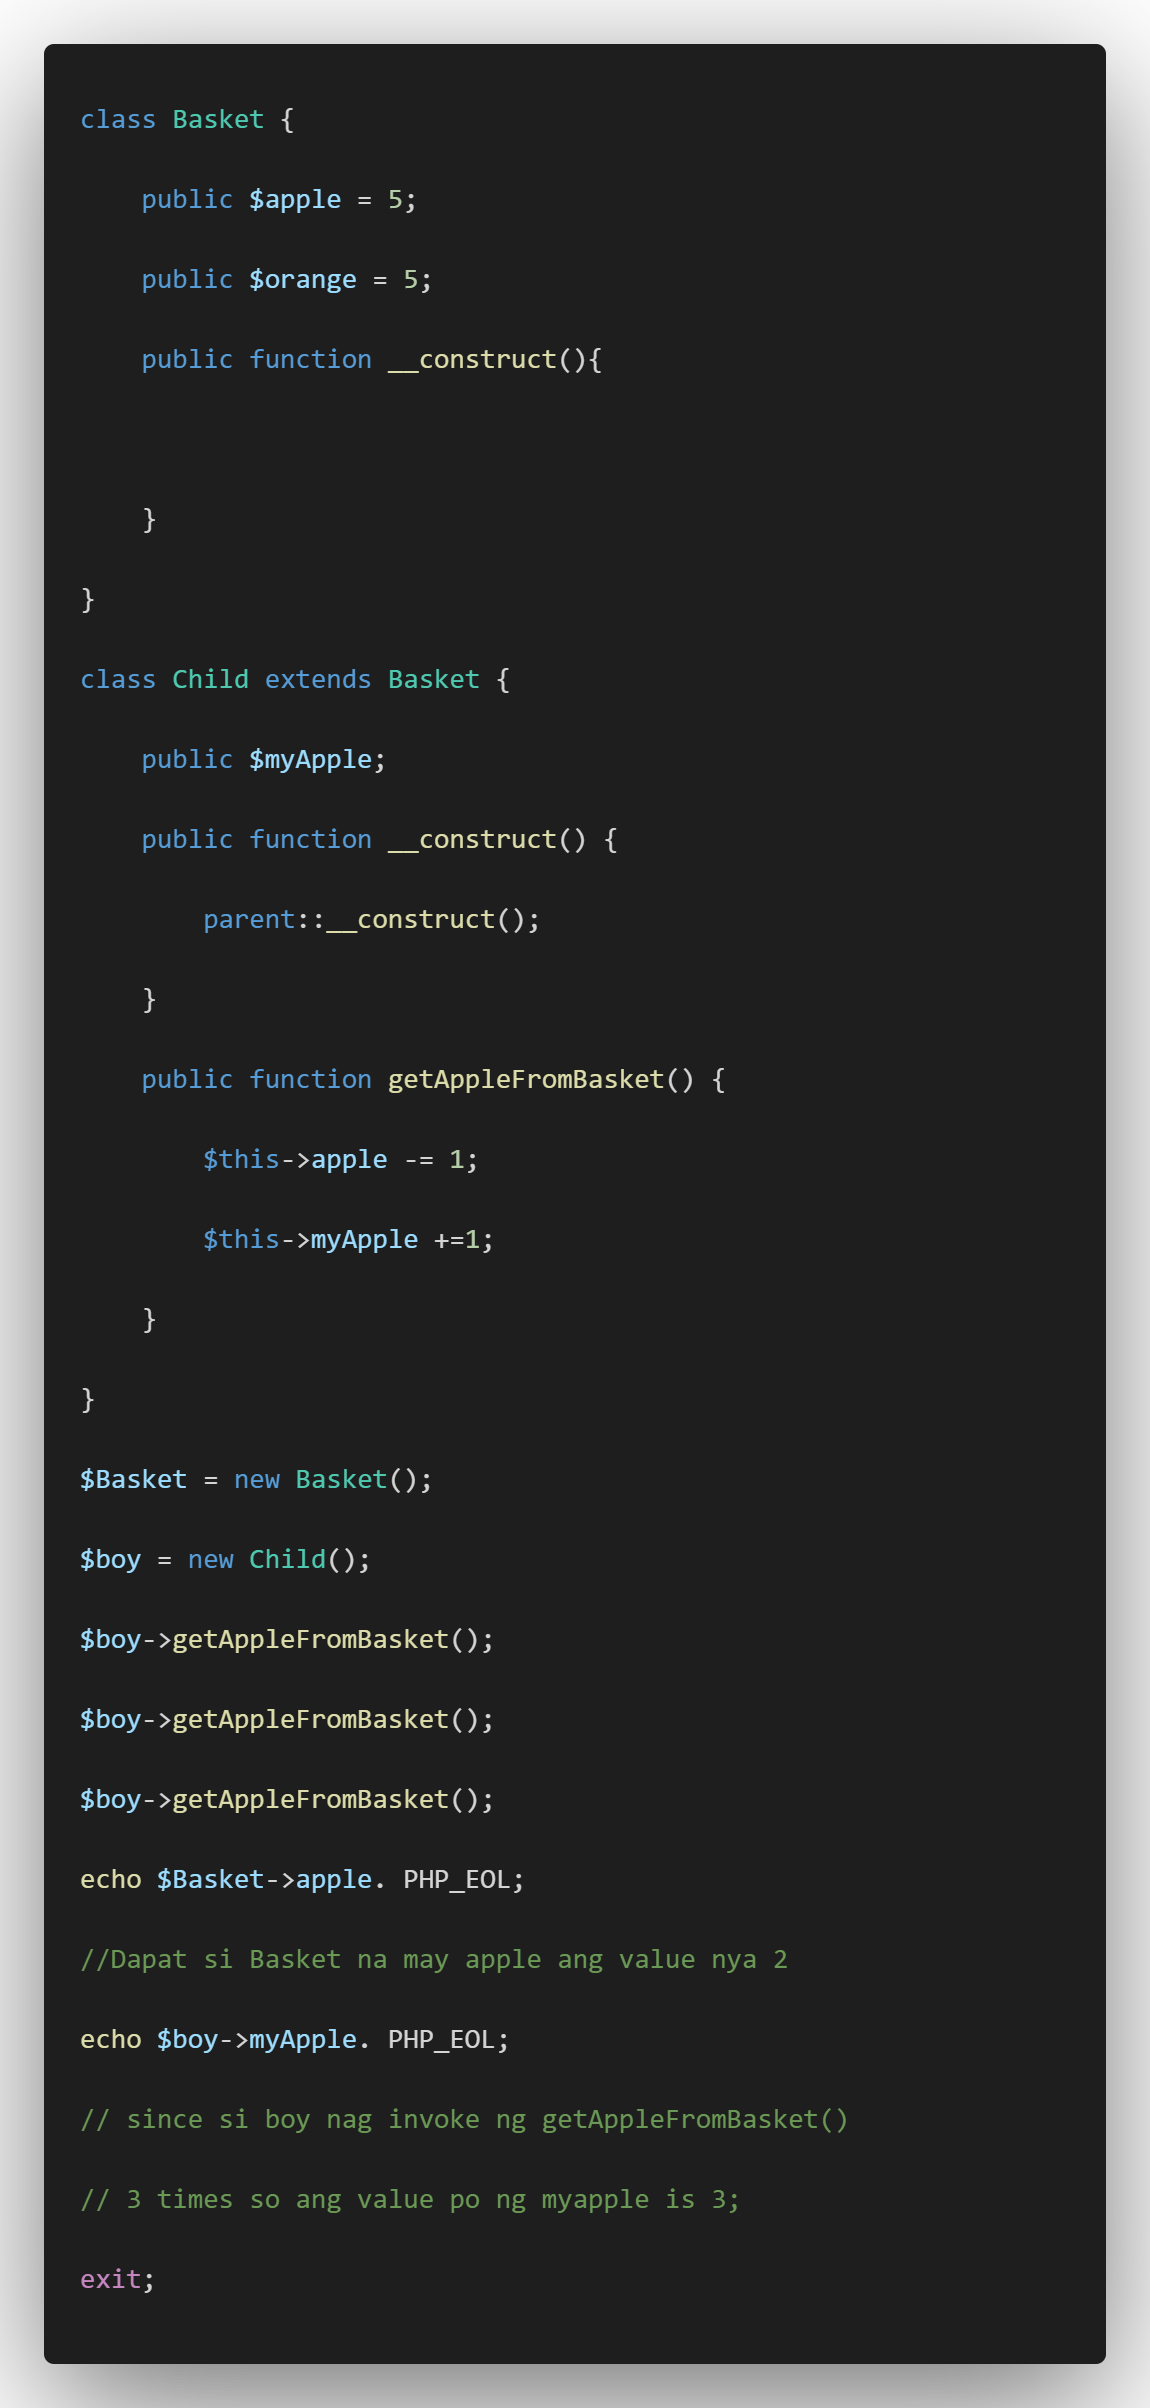 class Basket {
    public $apple = 5;
    public $orange = 5;
    public function __construct(){
    }
}
class Child extends Basket {
    public $myApple;
    public function __construct() {
        parent::__construct();
    }
    public function getAppleFromBasket() {
        $this->apple -= 1;
        $this->myApple +=1;
    }
}
$Basket = new Basket();
$boy = new Child();
$boy->getAppleFromBasket();
$boy->getAppleFromBasket();
$boy->getAppleFromBasket();
echo $Basket->apple. PHP_EOL;
//Dapat si Basket na may apple ang value nya 2
echo $boy->myApple. PHP_EOL;
// since si boy nag invoke ng getAppleFromBasket()
// 3 times so ang value po ng myapple is 3;
exit;